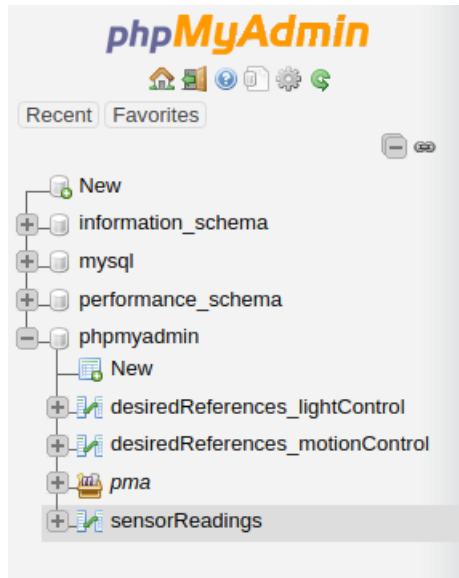 phpMyAdmin
Recent Favorites
New
information_schema
mysql
performance_schema
phpmyadmin
New
desiredReferences_lightControl
desiredReferences_motionControl
pma
sensorReadings